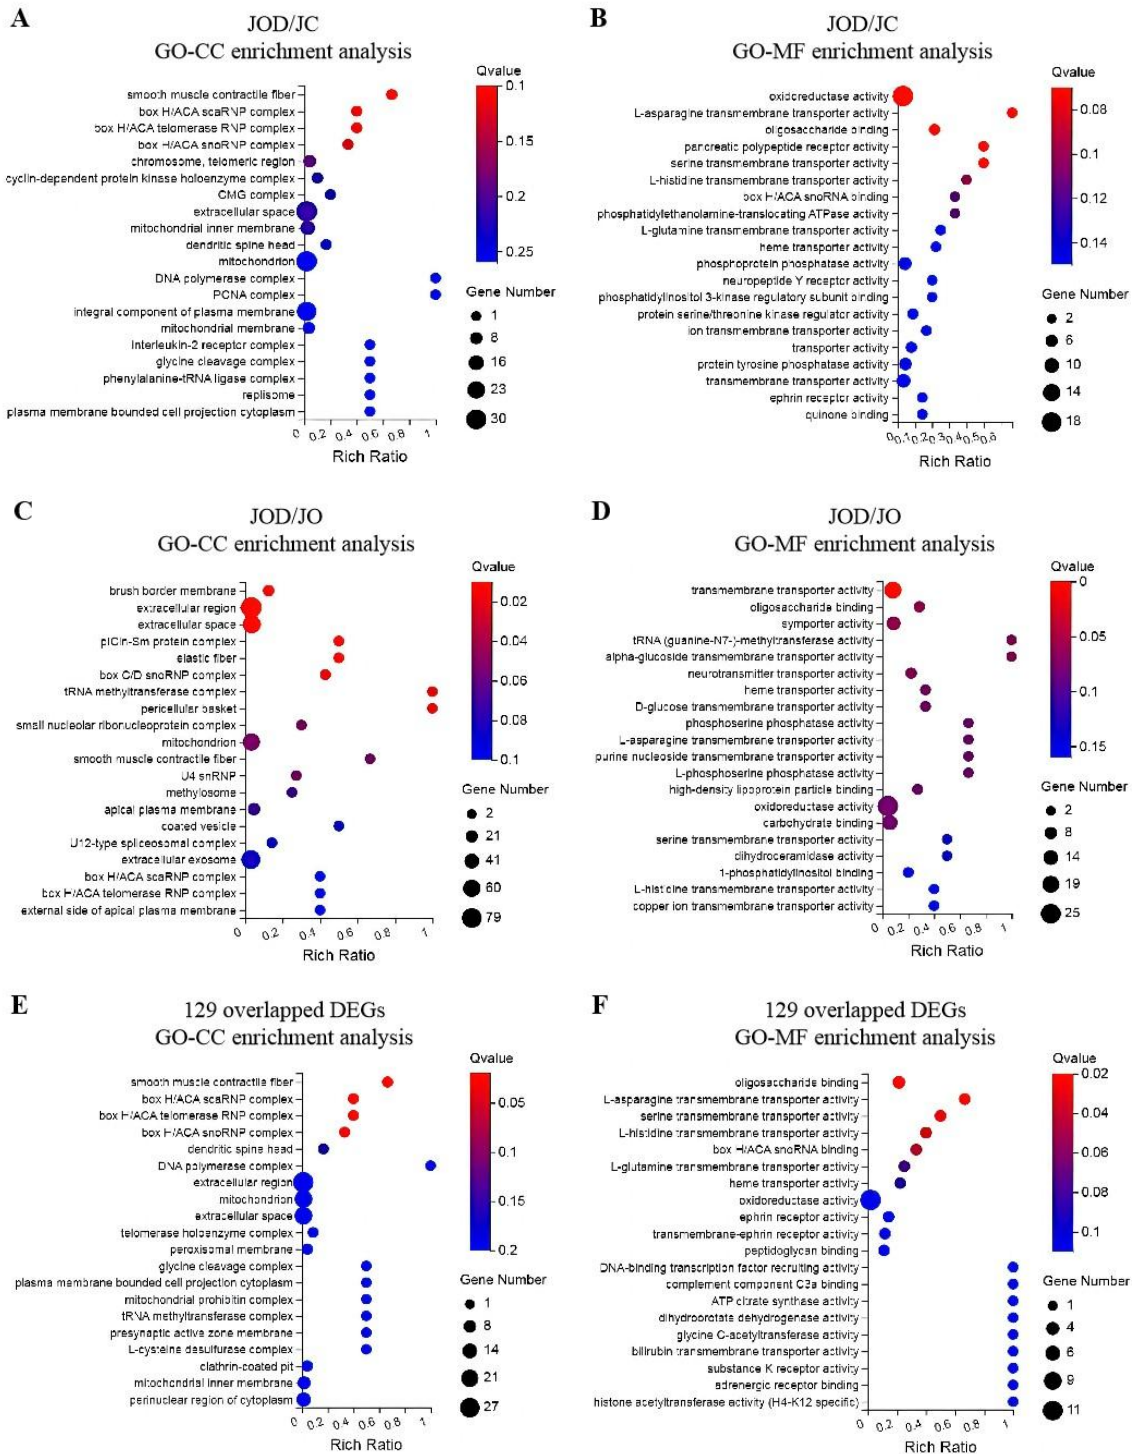 A
JOD/JC
GO-CC enrichment analysis
smooth muscle contractile fiber
box H/ACA scaRNP complex
box H/ACA telomerase RNP complex
box H/ACA snoRNP complex
chromosome, telomeric region
cyclin-dependent protein kinase holoenzyme complex
CMG complex
extracellular space
mitochondrial inner membrane
dendritic spine head
mitochondrion
DNA polymerase complex
PCNA complex
integral component of plasma membrane
mitochondrial membrane
interleukin-2 receptor complex
glycine cleavage complex
phenylalanine-tRNA ligase complex
replisome
plasma membrane bounded cell projection cytoplasm
0 0.2 0.4 0.6 0.8 1
Rich Ratio
Qvalue
0.1
0.15
0.2
0.25
Gene Number
1
8
16
23
30
B
JOD/JC
GO-MF enrichment analysis
oxidoreductase activity
L-asparagine transmembrane transporter activity
oligosaccharide binding
pancreatic polypeptide receptor activity
serine transmembrane transporter activity
L-histidine transmembrane transporter activity
box H/ACA snoRNA binding
phosphatidylethanolamine-translocating ATPase activity
L-glutamine transmembrane transporter activity
heme transporter activity
phosphoprotein phosphatase activity
neuropeptide Y receptor activity
phosphatidylinositol 3-kinase regulatory subunit binding
protein serine/threonine kinase regulator activity
ion transmembrane transporter activity
transporter activity
protein tyrosine phosphatase activity
transmembrane transporter activity
ephrin receptor activity
quinone binding
0 0.1 0.2 0.3 0.4 0.5 0.6
Rich Ratio
Qvalue
0.08
0.1
0.12
0.14
Gene Number
2
6
10
14
18
C
JOD/JO
GO-CC enrichment analysis
brush border membrane
extracellular region
extracellular space
pICln-Sm protein complex
elastic fiber
box C/D snoRNP complex
tRNA methyltransferase complex
pericellular basket
small nucleolar ribonucleoprotein complex
mitochondrion
smooth muscle contractile fiber
U4 snRNP
methylosome
apical plasma membrane
coated vesicle
U12-type spliceosomal complex
extracellular exosome
box H/ACA scaRNP complex
box H/ACA telomerase RNP complex
external side of apical plasma membrane
0 0.2 0.4 0.6 0.8 1
Rich Ratio
Qvalue
0.02
0.04
0.06
0.08
0.1
Gene Number
2
21
41
60
79
D
JOD/JO
GO-MF enrichment analysis
transmembrane transporter activity
oligosaccharide binding
symporter activity
tRNA (guanine-N7-)-methyltransferase activity
alpha-glucoside transmembrane transporter activity
neurotransmitter transporter activity
heme transporter activity
D-glucose transmembrane transporter activity
phosphoserine phosphatase activity
L-asparagine transmembrane transporter activity
purine nucleoside transmembrane transporter activity
L-phosphoserine phosphatase activity
high-density lipoprotein particle binding
oxidoreductase activity
carbohydrate binding
serine transmembrane transporter activity
dihydroceramidase activity
1-phosphatidylinositol binding
L-histidine transmembrane transporter activity
copper ion transmembrane transporter activity
0 0.2 0.4 0.6 0.8 1
Rich Ratio
Qvalue
0
0.05
0.1
0.15
Gene Number
2
8
14
19
25
E
129 overlapped DEGs
GO-CC enrichment analysis
smooth muscle contractile fiber
box H/ACA scaRNP complex
box H/ACA telomerase RNP complex
box H/ACA snoRNP complex
dendritic spine head
DNA polymerase complex
extracellular region
mitochondrion
extracellular space
telomerase holoenzyme complex
peroxisomal membrane
glycine cleavage complex
plasma membrane bounded cell projection cytoplasm
mitochondrial prohibitin complex
tRNA methyltransferase complex
presynaptic active zone membrane
L-cysteine desulfurase complex
clathrin-coated pit
mitochondrial inner membrane
perinuclear region of cytoplasm
0 0.2 0.4 0.6 0.8 1
Rich Ratio
Qvalue
0.05
0.1
0.15
0.2
Gene Number
1
8
14
21
27
F
129 overlapped DEGs
GO-MF enrichment analysis
oligosaccharide binding
L-asparagine transmembrane transporter activity
serine transmembrane transporter activity
L-histidine transmembrane transporter activity
box H/ACA snoRNA binding
L-glutamine transmembrane transporter activity
heme transporter activity
oxidoreductase activity
ephrin receptor activity
transmembrane-ephrin receptor activity
peptidoglycan binding
DNA-binding transcription factor recruiting activity
complement component C3a binding
ATP citrate synthase activity
dihydroorotate dehydrogenase activity
glycine C-acetyltransferase activity
bilirubin transmembrane transporter activity
substance K receptor activity
adrenergic receptor binding
histone acetyltransferase activity (H4-K12 specific)
0 0.2 0.4 0.6 0.8 1
Rich Ratio
Qvalue
0.02
0.04
0.06
0.08
0.1
Gene Number
1
4
6
9
11